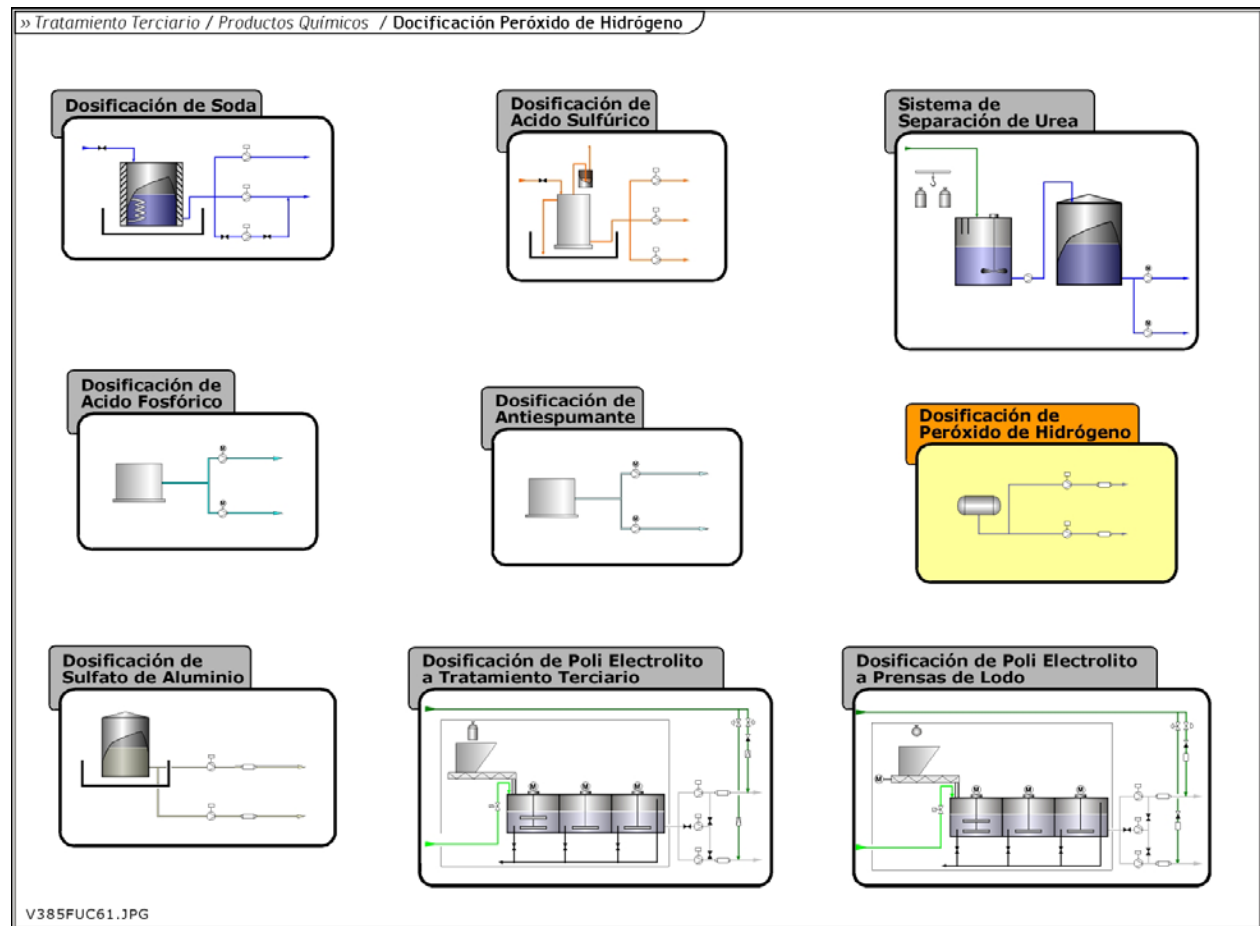 » Tratamiento Terciario / Productos Químicos / Docificación Peróxido de Hidrógeno
Dosificación de Soda
Dosificación de
Acido Sulfúrico
Sistema de
Separación de Urea
M
M
Dosificación de
Acido Fosfórico
M
M
Dosificación de
Antiespumante
M
M
Dosificación de
Peróxido de Hidrógeno
Dosificación de
Sulfato de Aluminio
Dosificación de Poli Electrolito
a Tratamiento Terciario
M M M
Dosificación de Poli Electrolito
a Prensas de Lodo
M
M M M
V385FUC61.JPG